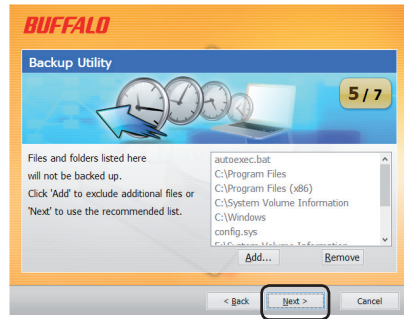 BUFFALO
Backup Utility
5/7
Files and folders listed here
will not be backed up.
Click 'Add' to exclude additional files or
'Next' to use the recommended list.
autoexec.bat
C:\Program Files
C:\Program Files (x86)
C:\System Volume Information
C:\Windows
config.sys
Add...
Remove
< Back
Next >
Cancel